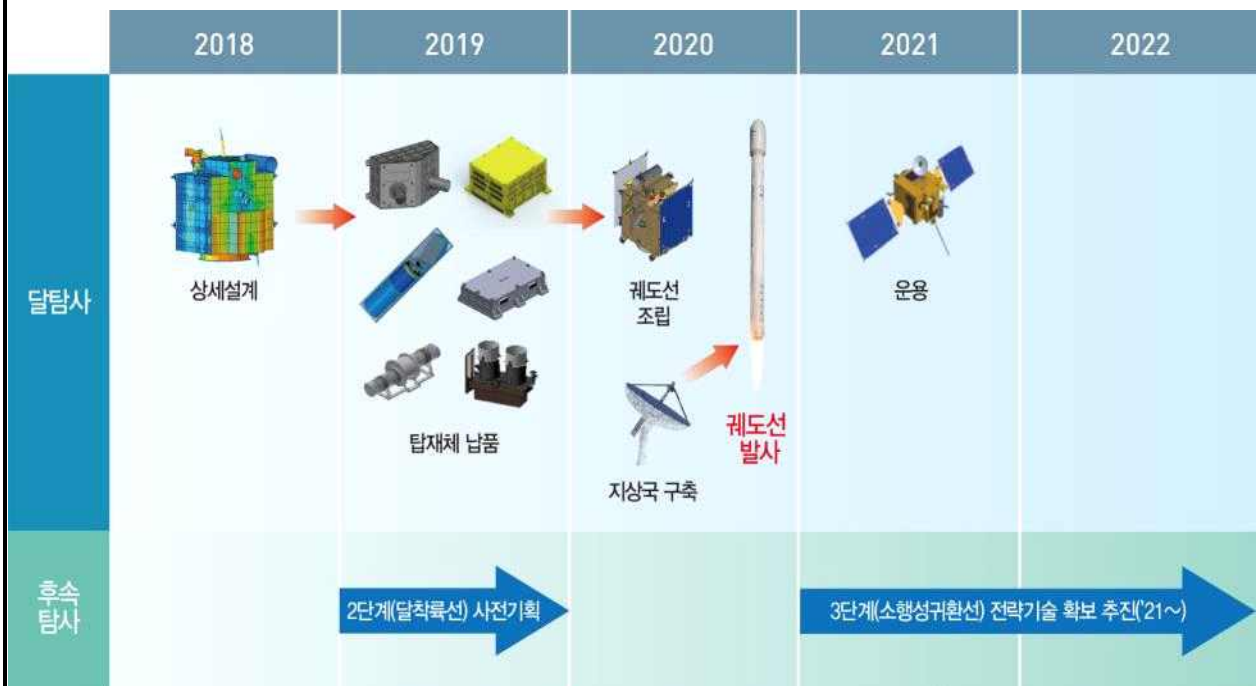 2018 2019 2020 2021 2022
달탐사
상세설계
탑재체 납품
궤도선
조립
지상국 구축
궤도선
발사
운용
후속
탐사
2단계(달착륙선) 사전기획
3단계(소행성귀환선) 전략기술 확보 추진('21~)